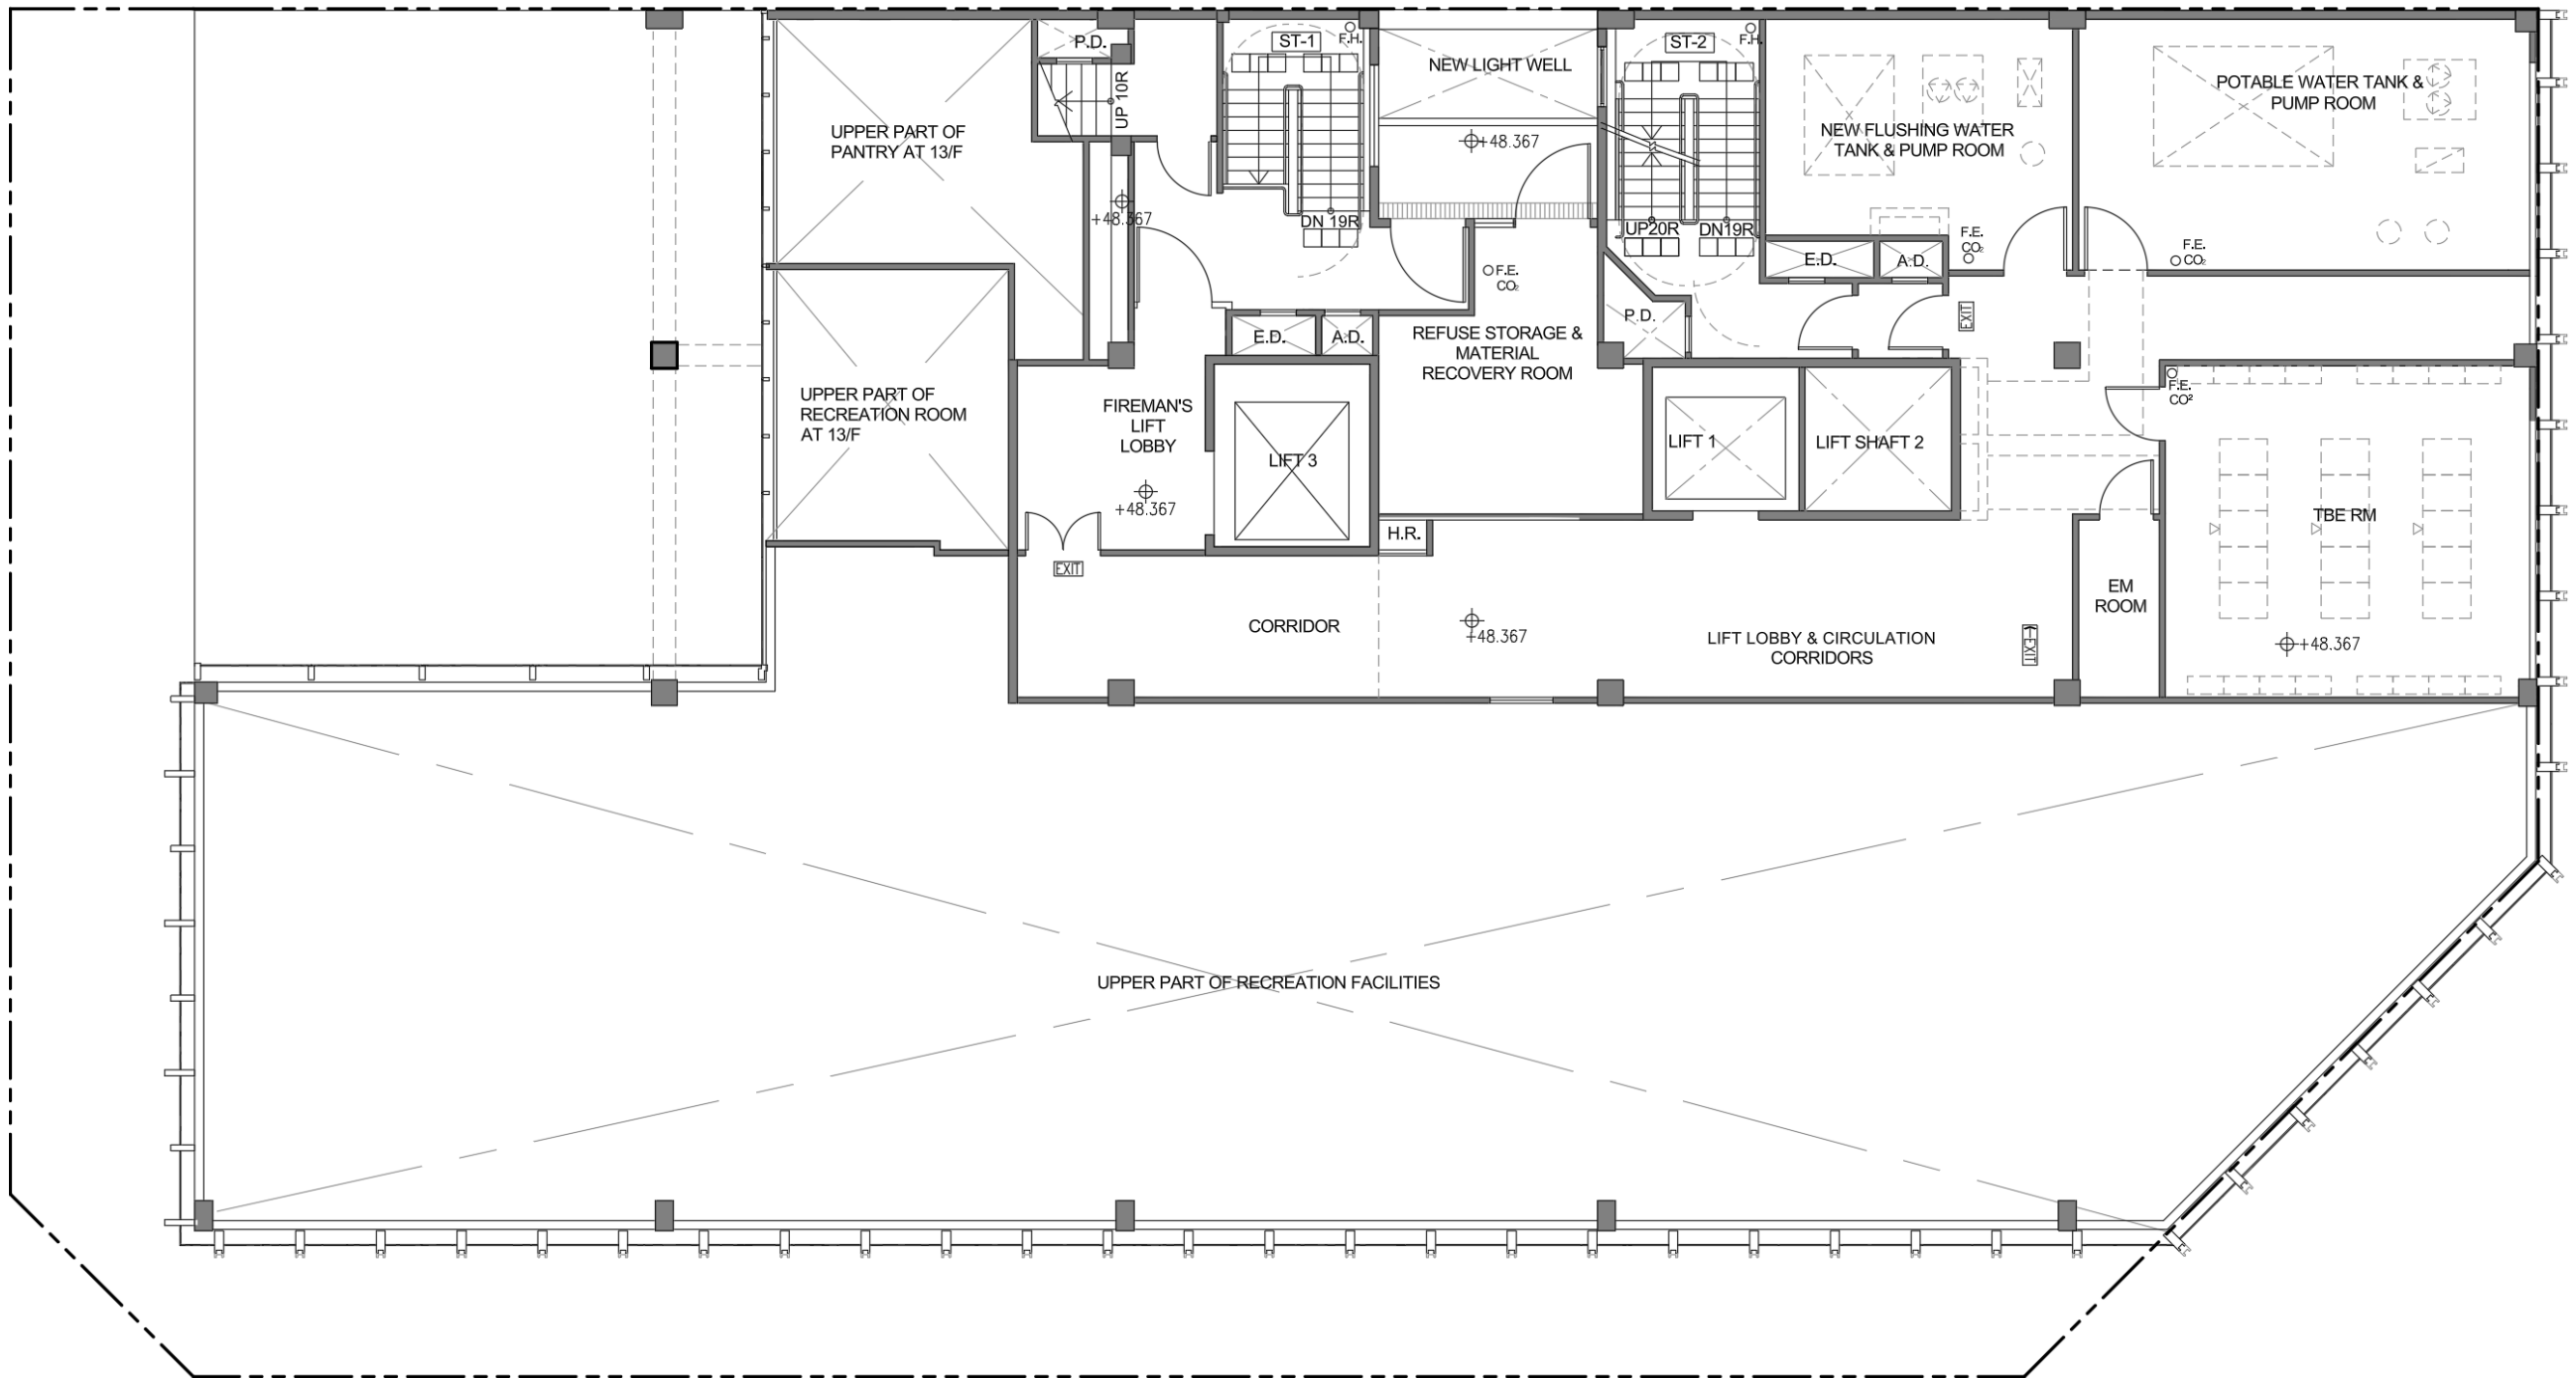 P.D.
UP 10R
ST-1
F.H.
NEW LIGHT WELL
ST-2
F.H.
POTABLE WATER TANK &
PUMP ROOM
UPPER PART OF
PANTRY AT 13/F
+48.367
NEW FLUSHING WATER
TANK & PUMP ROOM
+48.367
DN 19R
UP20R
DN19R
F.E.
CO₂
F.E.
CO₂
F.E.
CO₂
E.D.
A.D.
P.D.
EXIT
E.D.
A.D.
REFUSE STORAGE &
MATERIAL
RECOVERY ROOM
UPPER PART OF
RECREATION ROOM
AT 13/F
FIREMAN'S
LIFT
LOBBY
+48.367
LIFT 3
LIFT 1
LIFT SHAFT 2
F.E.
CO²
TBE RM
H.R.
EXIT
EM
ROOM
CORRIDOR
+48.367
LIFT LOBBY & CIRCULATION
CORRIDORS
EXIT
+48.367
UPPER PART OF RECREATION FACILITIES